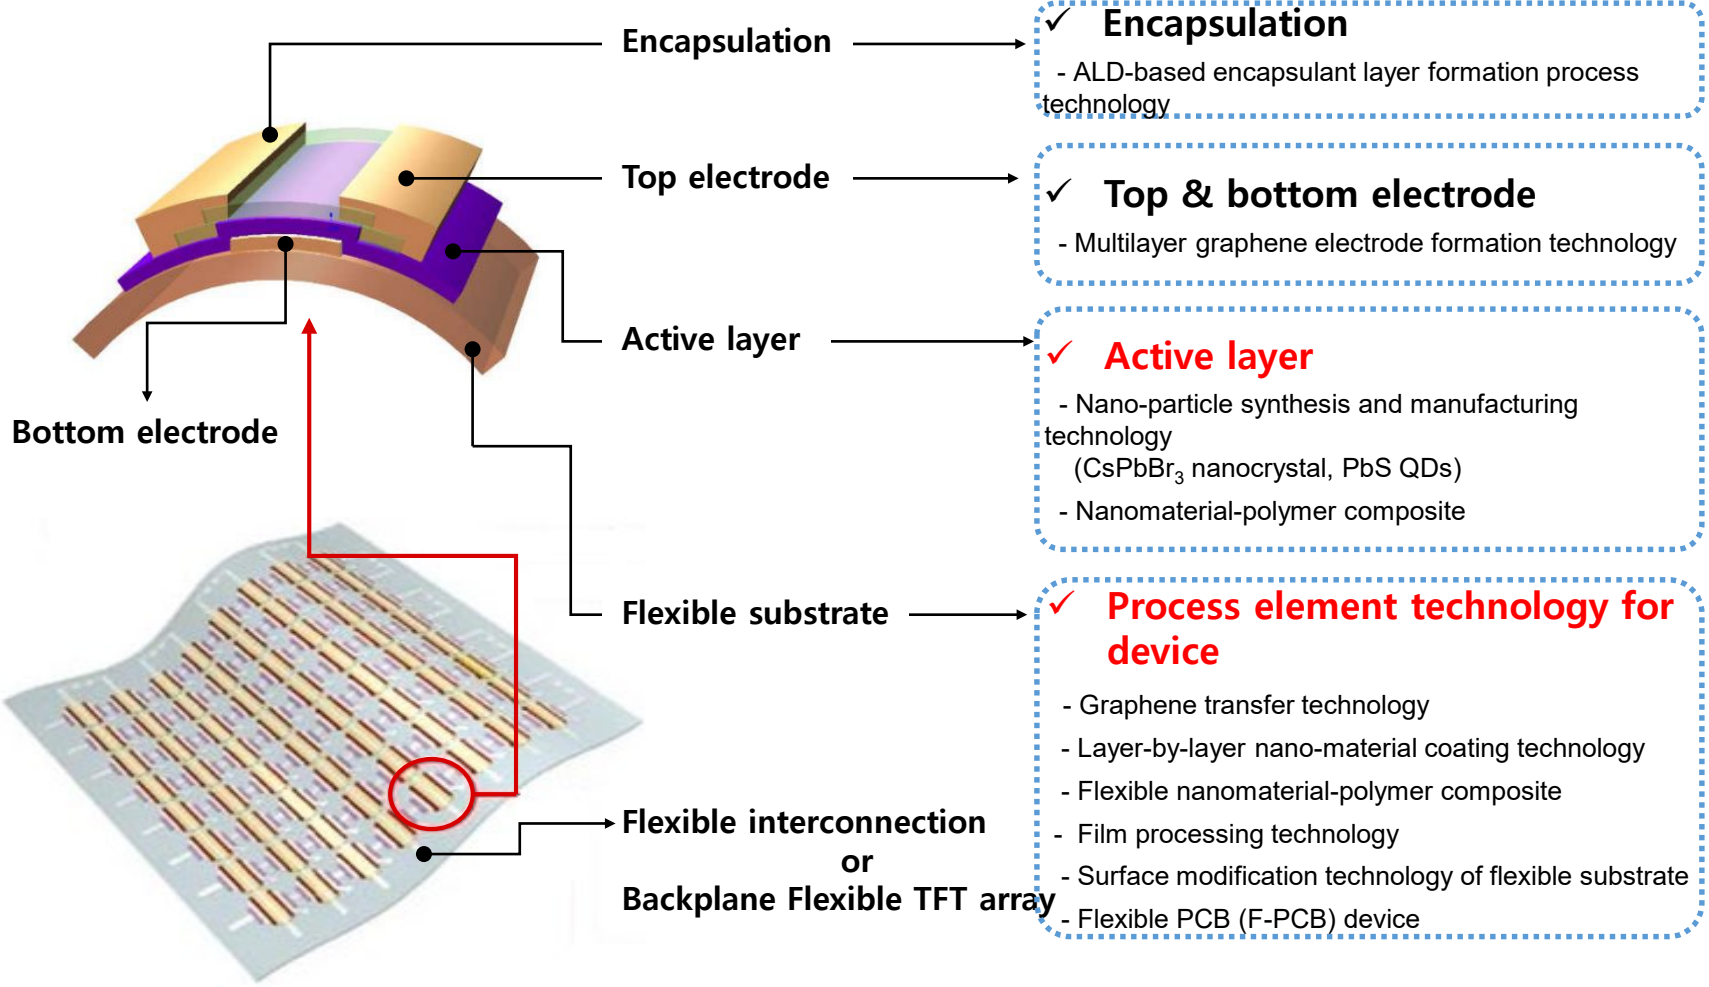 Encapsulation
Top electrode
Active layer
Bottom electrode
Flexible substrate
Flexible interconnection
or
Backplane Flexible TFT array
✓ Encapsulation
- ALD-based encapsulant layer formation process
technology
✓ Top & bottom electrode
- Multilayer graphene electrode formation technology
✓ Active layer
- Nano-particle synthesis and manufacturing
technology
(CsPbBr₃ nanocrystal, PbS QDs)
- Nanomaterial-polymer composite
✓ Process element technology for
device
- Graphene transfer technology
- Layer-by-layer nano-material coating technology
- Flexible nanomaterial-polymer composite
- Film processing technology
- Surface modification technology of flexible substrate
- Flexible PCB (F-PCB) device